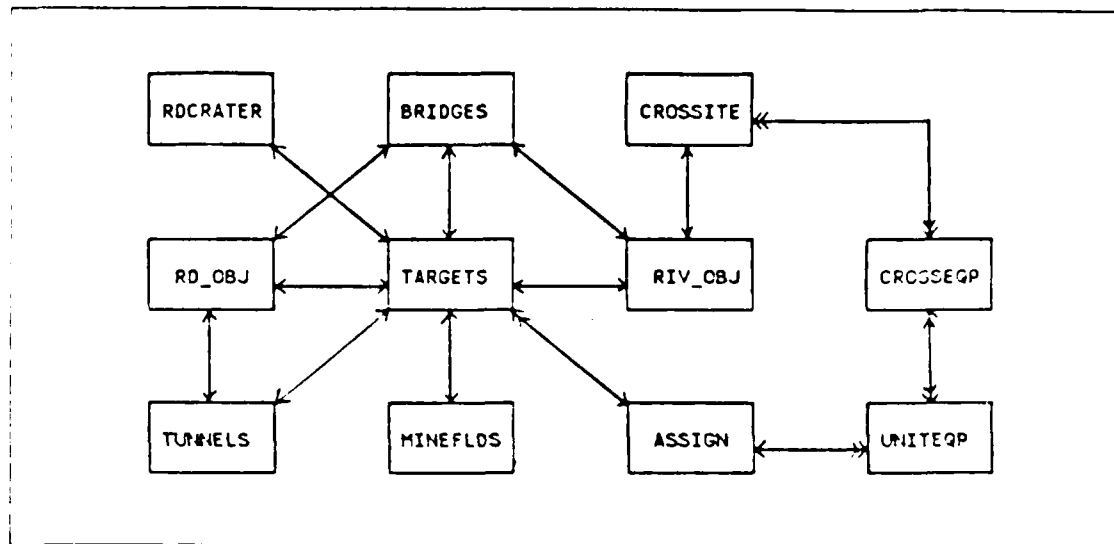 RDCRATER
BRIDGES
CROSSITE
RD_OBJ
TARGETS
RIV_OBJ
CROSSEQP
TUNNELS
MINEFLDS
ASSIGN
UNITEQP